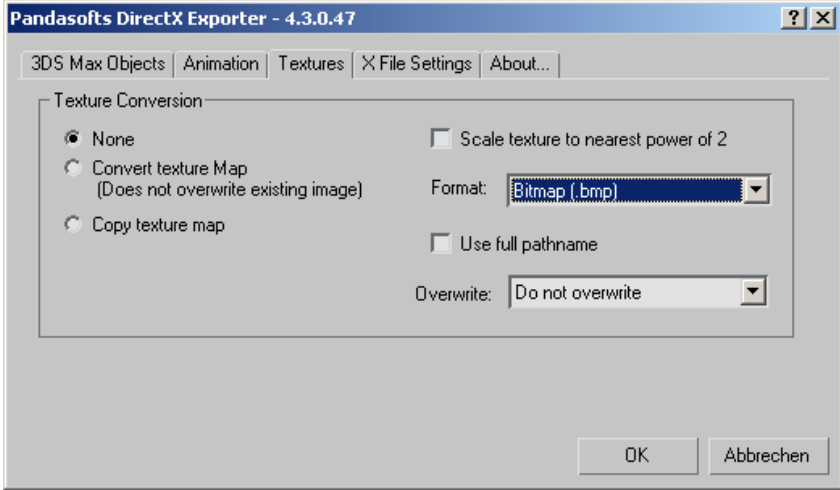 Pandasofts DirectX Exporter - 4.3.0.47
3DS Max Objects Animation Textures X File Settings About...
Texture Conversion
None
Scale texture to nearest power of 2
Convert texture Map
(Does not overwrite existing image)
Format: Bitmap (.bmp)
Copy texture map
Use full pathname
Overwrite: Do not overwrite
OK Abbrechen